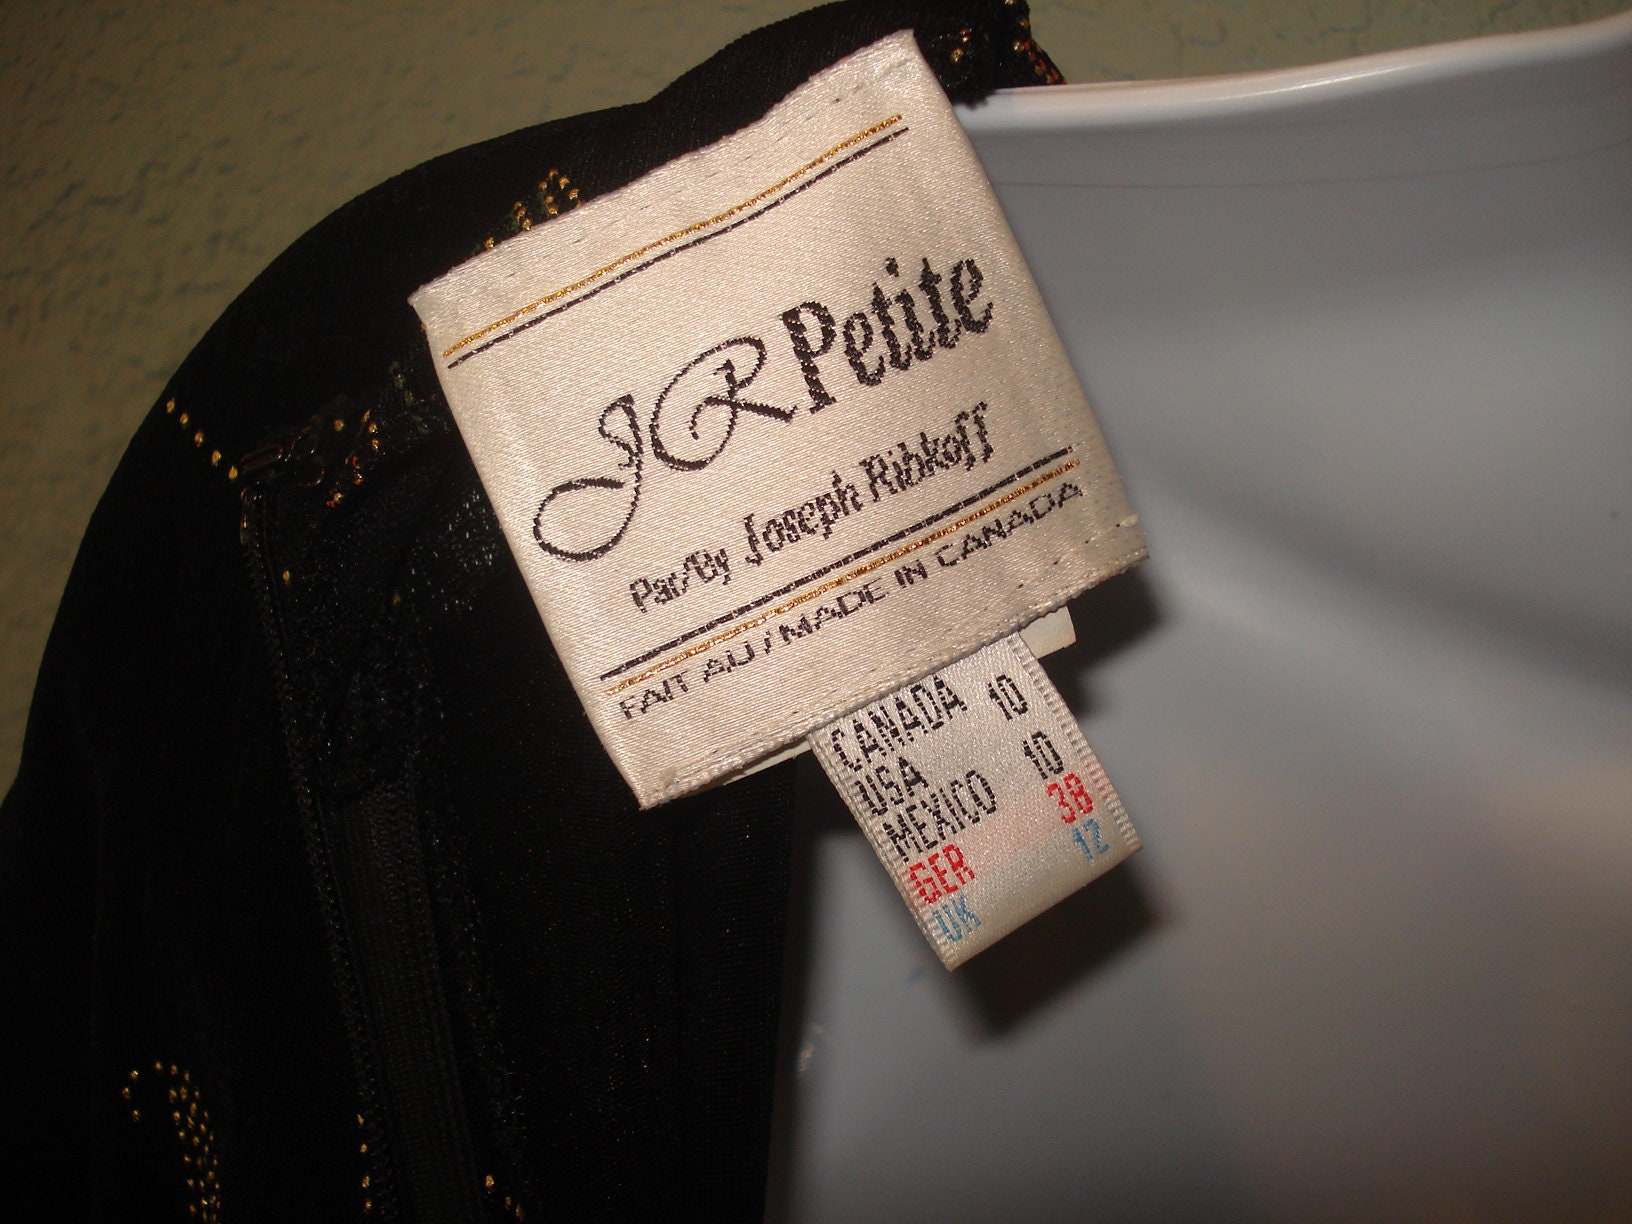 JR Petite
Par/By Joseph Ribkoff
FAIT AU / MADE IN CANADA
CANADA 10
USA
MEXICO 10
GER 38
UK 12